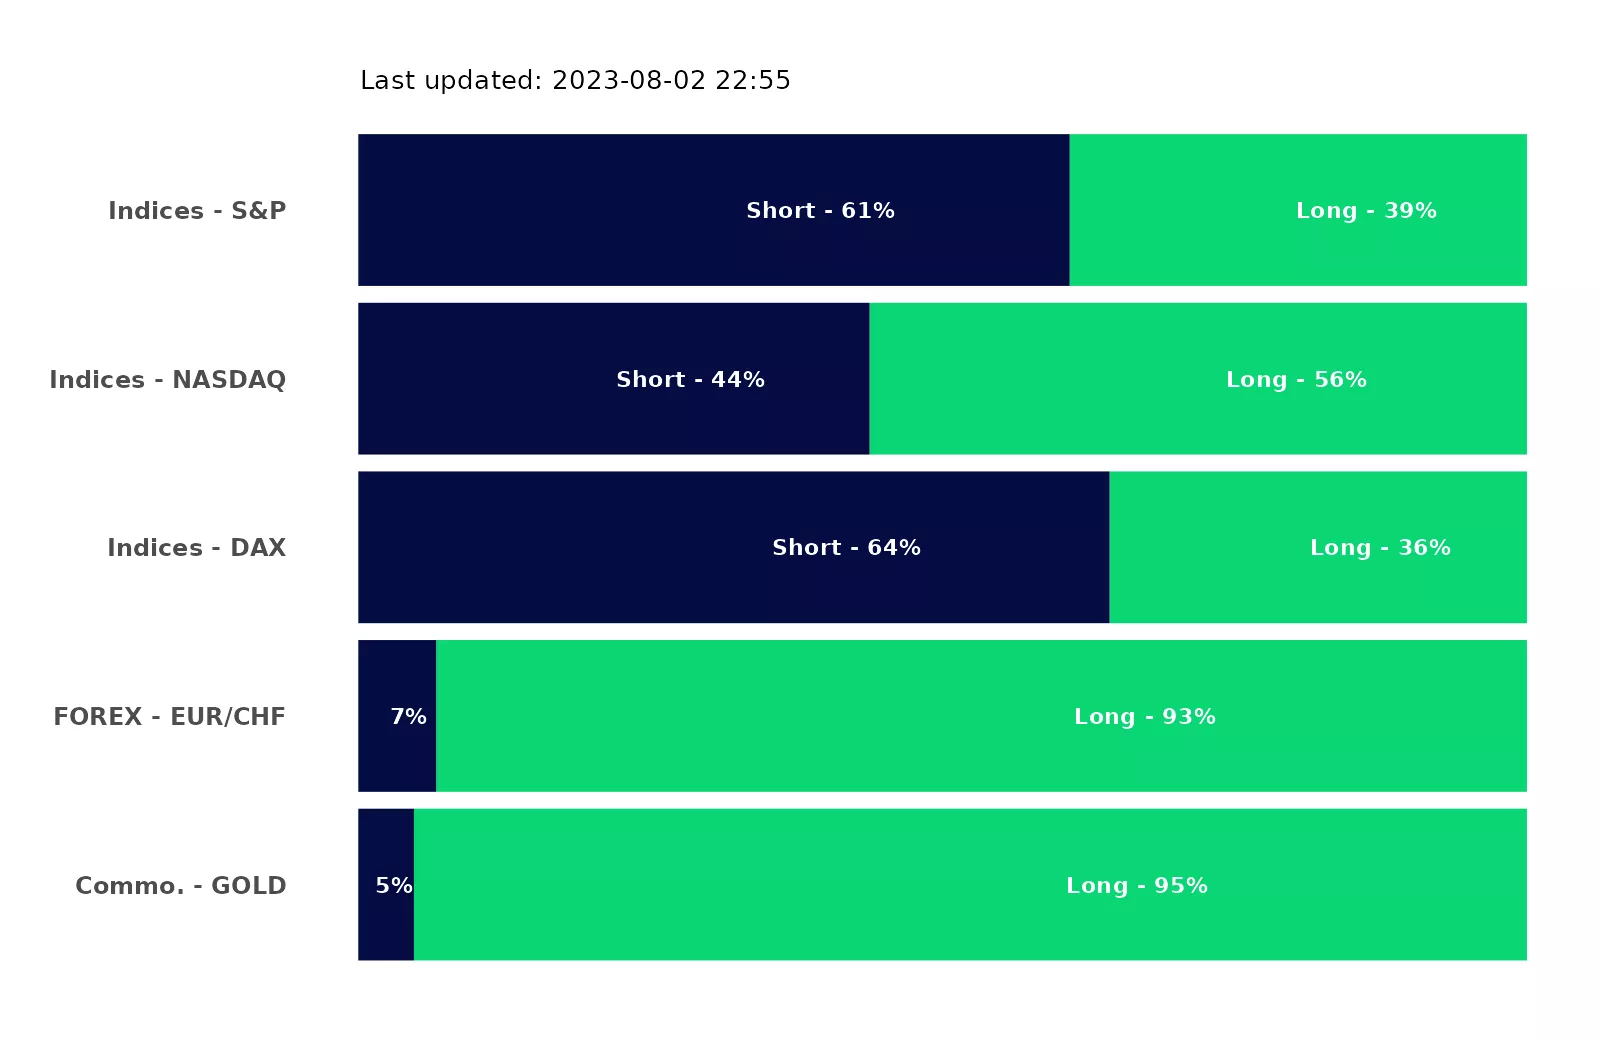 Last updated: 2023-08-02 22:55
Indices - S&P Short - 61% Long - 39%
Indices - NASDAQ Short - 44% Long - 56%
Indices - DAX Short - 64% Long - 36%
FOREX - EUR/CHF 7% Long - 93%
Commo. - GOLD 5% Long - 95%